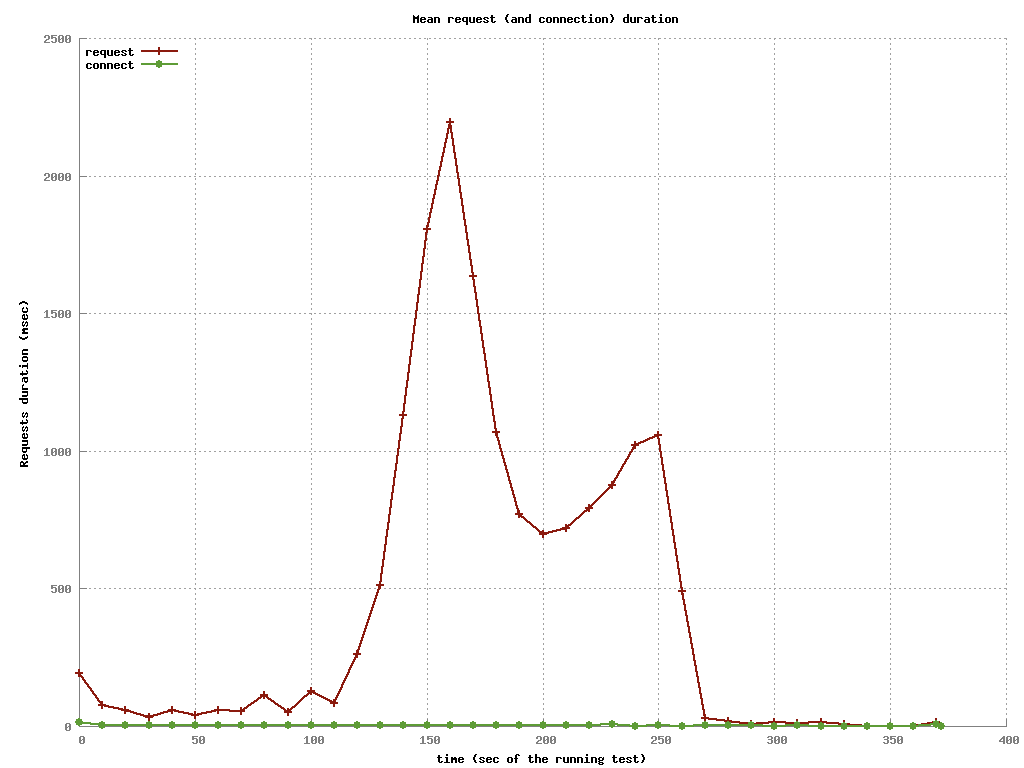 Mean request (and connection) duration
2500
request
connect
2000
1500
Requests duration (msec)
1000
500
0
0 50 100 150 200 250 300 350 400
time (sec of the running test)